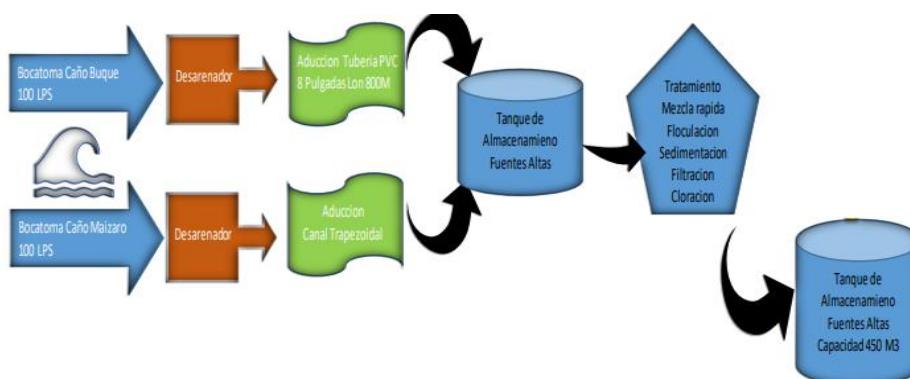 Bocatoma Caño Buque
100 LPS
Desarenador
Aduccion Tuberia PVC
8 Pulgadas Lon 800M
Tanque de
Almacenamieno
Fuentes Altas
Tratamiento
Mezcla rapida
Floculacion
Sedimentacion
Filtracion
Cloracion
Bocatoma Caño Maizaro
100 LPS
Desarenador
Aduccion
Canal Trapezoidal
Tanque de
Almacenamieno
Fuentes Altas
Capacidad 450 M3